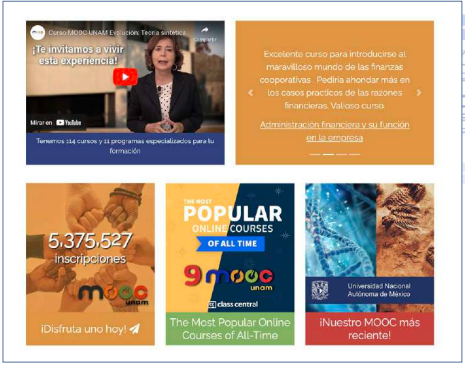 Curso MOOC-UNAM Evolución: Teoría sintética
Compartir
¡Te invitamos a vivir
esta experiencia!
Mirar en YouTube
Tenemos 114 cursos y 11 programas especializados para tu
formación
Excelente curso para introducirse al
maravilloso mundo de las finanzas
cooperativas. Pediría ahondar más en
los casos practicos de las razones
financieras. Valioso curso.
Administración financiera y su función
en la empresa
5,375,527
inscripciones
mooc
unam
¡Disfruta uno hoy!
THE MOST
POPULAR
ONLINE COURSES
OF ALL TIME
9 mooc
unam
class central
The Most Popular Online
Courses of All-Time
Universidad Nacional
Autónoma de México
¡Nuestro MOOC más
reciente!